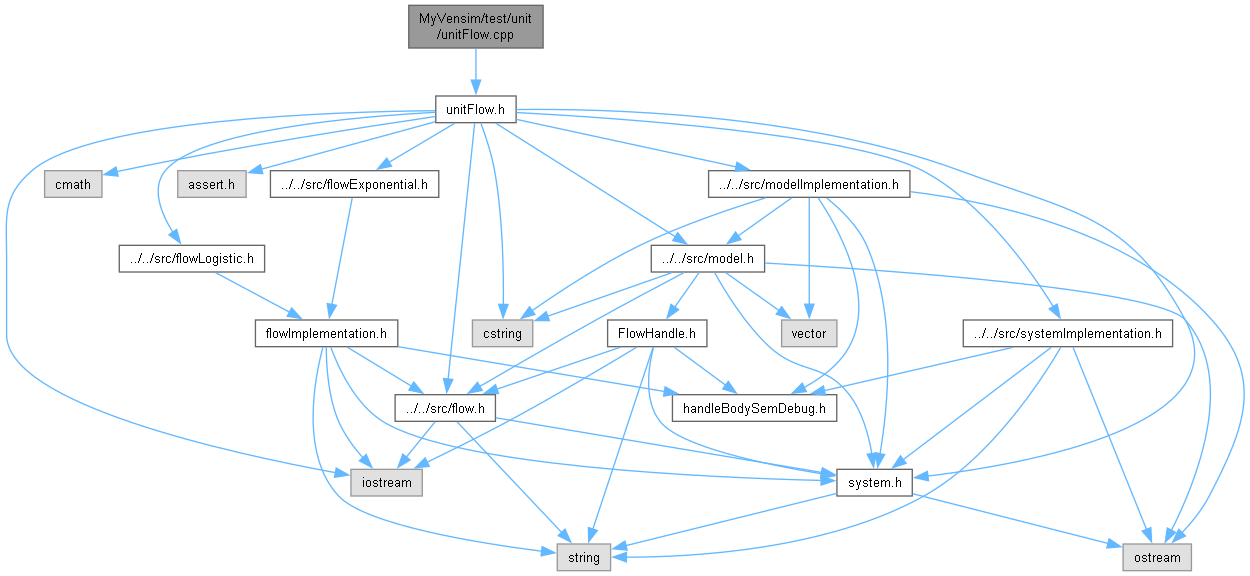 MyVensim/test/unit
/unitFlow.cpp
unitFlow.h
cmath
assert.h
../../src/flowExponential.h
../../src/modelImplementation.h
../../src/flowLogistic.h
../../src/model.h
flowImplementation.h
cstring
FlowHandle.h
vector
../../src/systemImplementation.h
../../src/flow.h
handleBodySemDebug.h
iostream
system.h
string
ostream